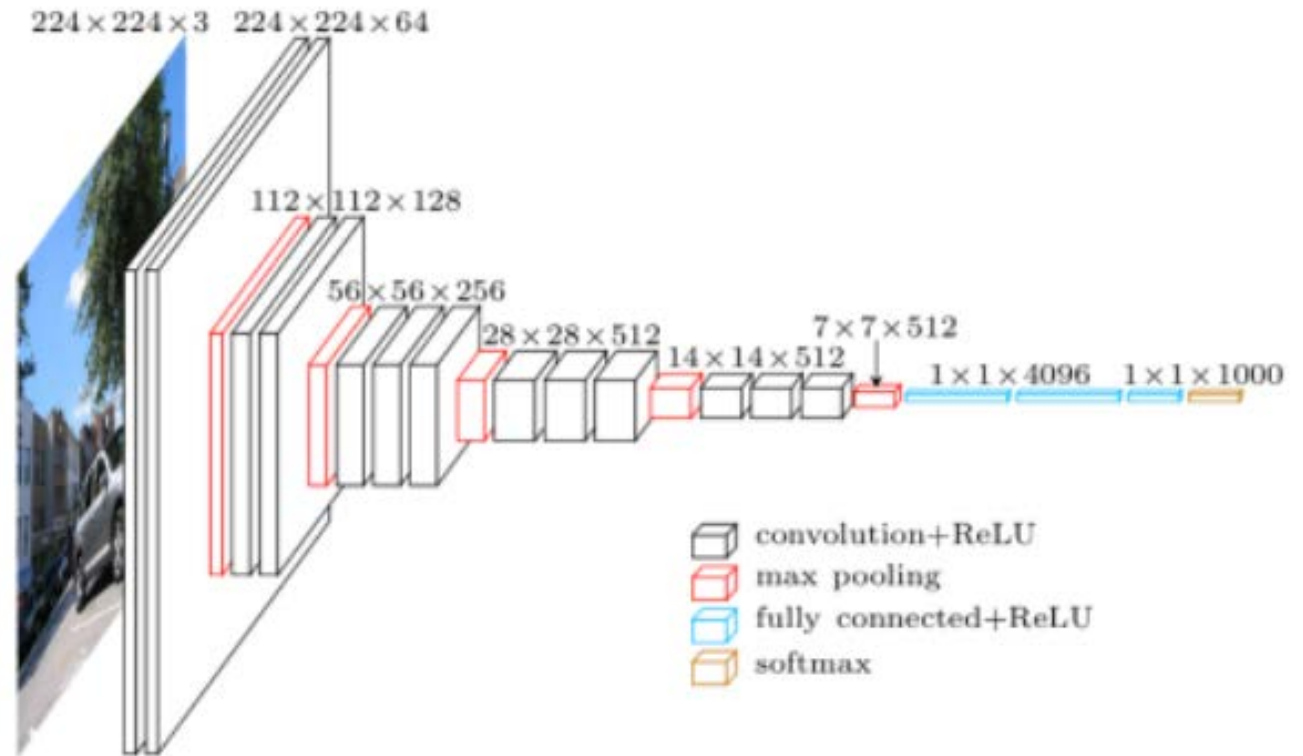 224×224×3
224×224×64
112×112×128
56×56×256
28×28×512
14×14×512
7×7×512
1×1×4096
1×1×1000
convolution+ReLU
max pooling
fully connected+ReLU
softmax